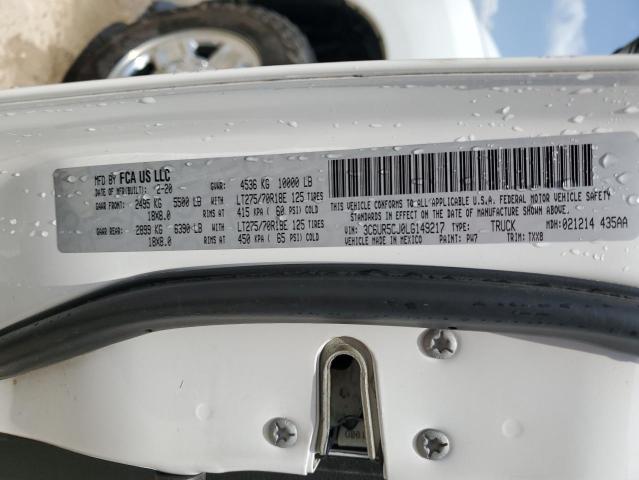 MFD BY FCA US LLC
DATE OF MFD(BUILT): 2-20 GVWR: 4536 KG 10000 LB
GAWR FRONT: 2495 KG 5500 LB WITH LT275/70R18E 125 TIRES
18X8.0 RIMS AT 415 KPA ( 60 PSI) COLD
GAWR REAR: 2899 KG 6390 LB WITH LT275/70R18E 125 TIRES
18X8.0 RIMS AT 450 KPA ( 65 PSI) COLD
THIS VEHICLE CONFORMS TO ALL APPLICABLE U.S.A. FEDERAL MOTOR VEHICLE SAFETY
STANDARDS IN EFFECT ON THE DATE OF MANUFACTURE SHOWN ABOVE.
VIN: 3C6UR5CJ0LG149217 TYPE: TRUCK MDH:021214 435AA
VEHICLE MADE IN MEXICO PAINT: PW7 TRIM: TXX8